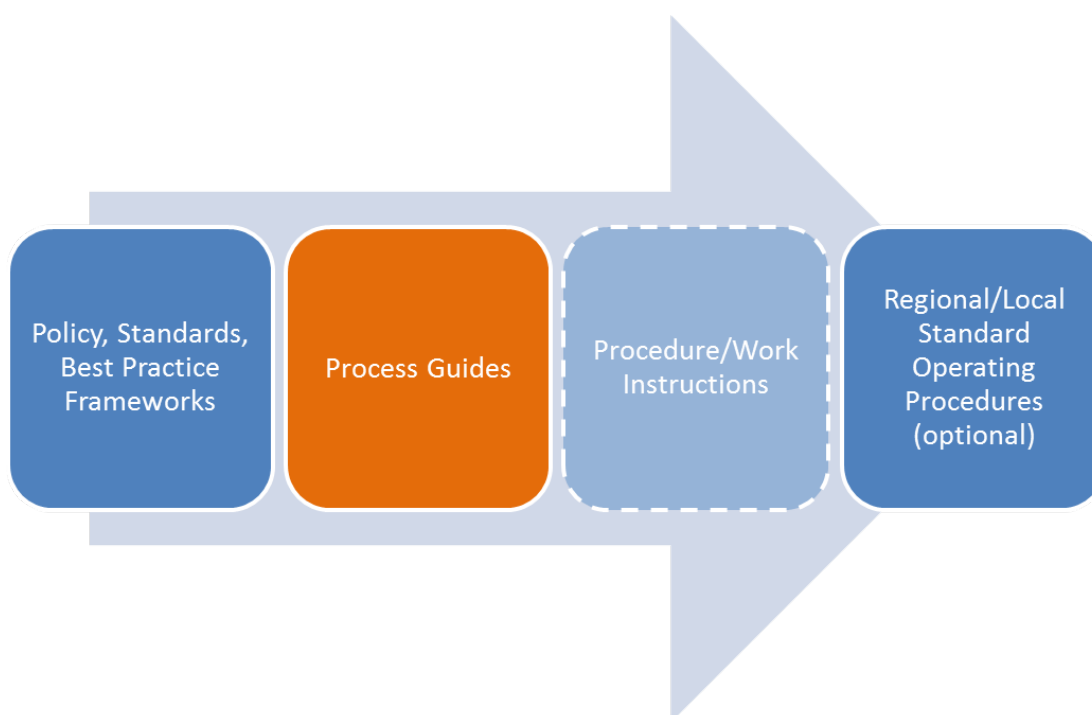 Policy, Standards,
Best Practice
Frameworks
Process Guides
Procedure/Work
Instructions
Regional/Local
Standard
Operating
Procedures
(optional)